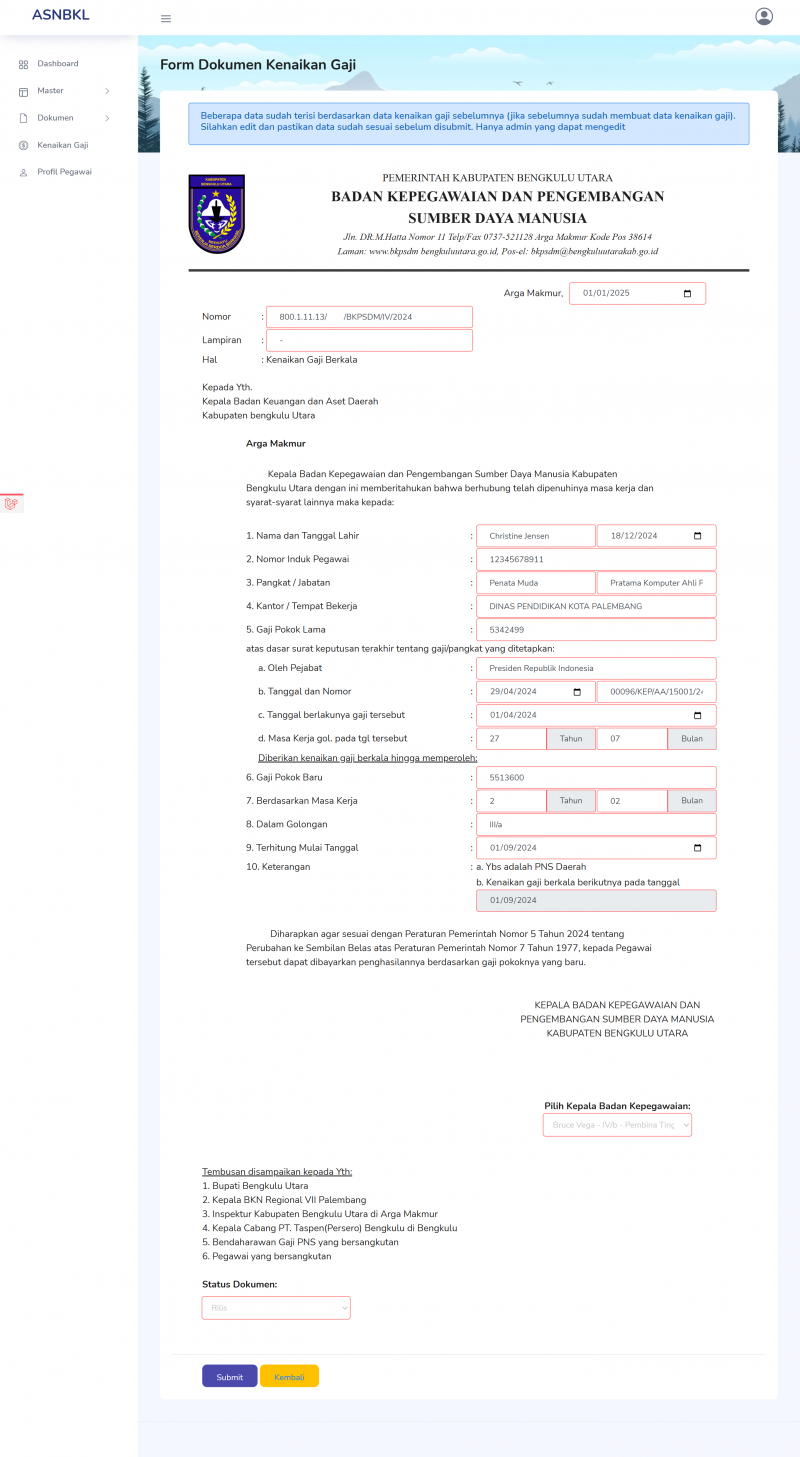 ASNBKL
Dashboard
Master
Dokumen
Kenaikan Gaji
Profil Pegawai
Form Dokumen Kenaikan Gaji
Beberapa data sudah terisi berdasarkan data kenaikan gaji sebelumnya (jika sebelumnya sudah membuat data kenaikan gaji).
Silahkan edit dan pastikan data sudah sesuai sebelum disubmit. Hanya admin yang dapat mengedit
KABUPATEN
BENGKULU UTARA
PEMERINTAH KABUPATEN BENGKULU UTARA
BADAN KEPEGAWAIAN DAN PENGEMBANGAN
SUMBER DAYA MANUSIA
Jln. DR.M.Hatta Nomor 11 Telp/Fax 0737-521128 Arga Makmur Kode Pos 38614
Laman: www.bkpsdm bengkuluutara.go.id, Pos-el: bkpsdm@bengkuluutarakab.go.id
Arga Makmur, 01/01/2025
Nomor : 800.1.11.13/ /BKPSDM/IV/2024
Lampiran : -
Hal : Kenaikan Gaji Berkala
Kepada Yth.
Kepala Badan Keuangan dan Aset Daerah
Kabupaten bengkulu Utara
Arga Makmur
Kepala Badan Kepegawaian dan Pengembangan Sumber Daya Manusia Kabupaten
Bengkulu Utara dengan ini memberitahukan bahwa berhubung telah dipenuhinya masa kerja dan
syarat-syarat lainnya maka kepada:
1. Nama dan Tanggal Lahir : Christine Jensen 18/12/2024
2. Nomor Induk Pegawai : 12345678911
3. Pangkat / Jabatan : Penata Muda Pratama Komputer Ahli P
4. Kantor / Tempat Bekerja : DINAS PENDIDIKAN KOTA PALEMBANG
5. Gaji Pokok Lama : 5342499
atas dasar surat keputusan terakhir tentang gaji/pangkat yang ditetapkan:
a. Oleh Pejabat : Presiden Republik Indonesia
b. Tanggal dan Nomor : 29/04/2024 00096/KEP/AA/15001/24
c. Tanggal berlakunya gaji tersebut : 01/04/2024
d. Masa Kerja gol. pada tgl tersebut : 27 Tahun 07 Bulan
Diberikan kenaikan gaji berkala hingga memperoleh:
6. Gaji Pokok Baru : 5513600
7. Berdasarkan Masa Kerja : 2 Tahun 02 Bulan
8. Dalam Golongan : III/a
9. Terhitung Mulai Tanggal : 01/09/2024
10. Keterangan : a. Ybs adalah PNS Daerah
b. Kenaikan gaji berkala berikutnya pada tanggal
01/09/2024
Diharapkan agar sesuai dengan Peraturan Pemerintah Nomor 5 Tahun 2024 tentang
Perubahan ke Sembilan Belas atas Peraturan Pemerintah Nomor 7 Tahun 1977, kepada Pegawai
tersebut dapat dibayarkan penghasilannya berdasarkan gaji pokoknya yang baru.
KEPALA BADAN KEPEGAWAIAN DAN
PENGEMBANGAN SUMBER DAYA MANUSIA
KABUPATEN BENGKULU UTARA
Pilih Kepala Badan Kepegawaian:
Bruce Vega - IV/b - Pembina Ting
Tembusan disampaikan kepada Yth:
1. Bupati Bengkulu Utara
2. Kepala BKN Regional VII Palembang
3. Inspektur Kabupaten Bengkulu Utara di Arga Makmur
4. Kepala Cabang PT. Taspen(Persero) Bengkulu di Bengkulu
5. Bendaharawan Gaji PNS yang bersangkutan
6. Pegawai yang bersangkutan
Status Dokumen:
Rilis
Submit Kembali